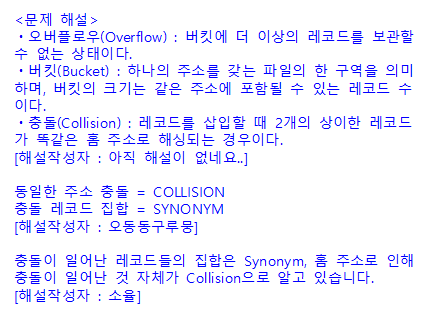 <문제 해설>
・오버플로우(Overflow) : 버킷에 더 이상의 레코드를 보관할
수 없는 상태이다.
・버킷(Bucket) : 하나의 주소를 갖는 파일의 한 구역을 의미
하며, 버킷의 크기는 같은 주소에 포함될 수 있는 레코드 수
이다.
・충돌(Collision) : 레코드를 삽입할 때 2개의 상이한 레코드
가 똑같은 홈 주소로 해싱되는 경우이다.
[해설작성자 : 아직 해설이 없네요..]
동일한 주소 충돌 = COLLISION
충돌 레코드 집합 = SYNONYM
[해설작성자 : 오동동구루몽]
충돌이 일어난 레코드들의 집합은 Synonym, 홈 주소로 인해
충돌이 일어난 것 자체가 Collision으로 알고 있습니다.
[해설작성자 : 소율]